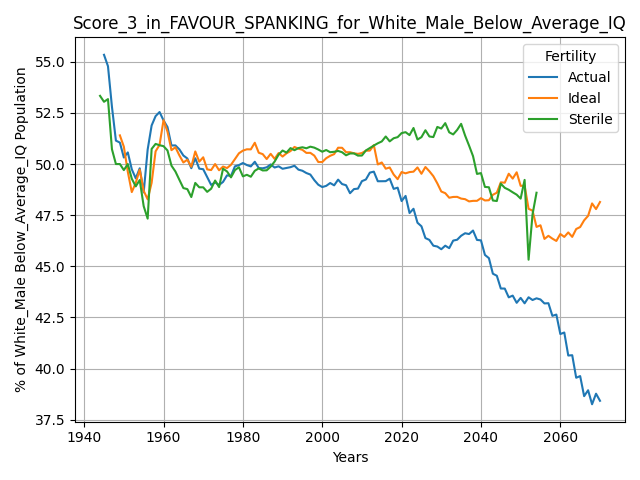 Score_3_in_FAVOUR_SPANKING_for_White_Male_Below_Average_IQ
% of White_Male Below_Average_IQ Population
55.0
52.5
50.0
47.5
45.0
42.5
40.0
37.5
Fertility
Actual
Ideal
Sterile
1940 1960 1980 2000 2020 2040 2060
Years